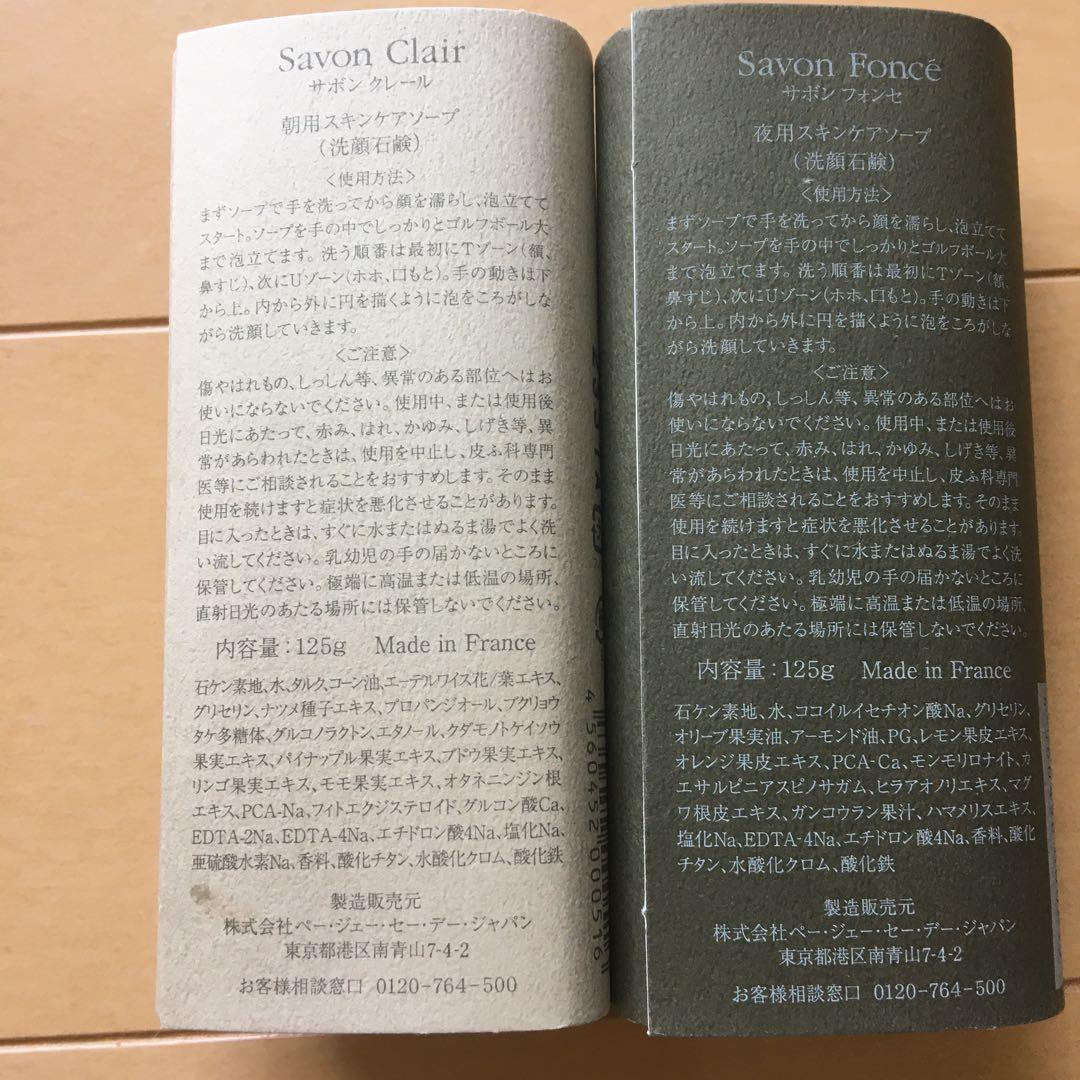 Savon Clair
サボン クレール
朝用スキンケアソープ
(洗顔石鹸)
〈使用方法〉
まずソープで手を洗ってから顔を濡らし、泡立てて
スタート。ソープを手の中でしっかりとゴルフボール大
まで泡立てます。洗う順番は最初にTゾーン(額、
鼻すじ)、次にUゾーン(ホホ、口もと)。手の動きは下
から上。内から外に円を描くように泡をころがしな
がら洗顔していきます。
〈ご注意〉
傷やはれもの、しっしん等、異常のある部位へはお
使いにならないでください。使用中、または使用後
日光にあたって、赤み、はれ、かゆみ、しげき等、異
常があらわれたときは、使用を中止し、皮ふ科専門
医等にご相談されることをおすすめします。そのまま
使用を続けますと症状を悪化させることがあります。
目に入ったときは、すぐに水またはぬるま湯でよく洗
い流してください。乳幼児の手の届かないところに
保管してください。極端に高温または低温の場所、
直射日光のあたる場所には保管しないでください。
内容量:125g Made in France
石ケン素地、水、タルク、コーン油、エーデルワイス花/葉エキス、
グリセリン、ナツメ種子エキス、プロパンジオール、ブクリョウ
タケ多糖体、グルコノラクトン、エタノール、クダモノトケイソウ
果実エキス、パイナップル果実エキス、ブドウ果実エキス、
リンゴ果実エキス、モモ果実エキス、オタネニンジン根
エキス、PCA-Na、フィトエクジステロイド、グルコン酸Ca、
EDTA-2Na、EDTA-4Na、エチドロン酸4Na、塩化Na、
亜硫酸水素Na、香料、酸化チタン、水酸化クロム、酸化鉄
製造販売元
株式会社ペー・ジェー・セー・デー・ジャパン
東京都港区南青山7-4-2
お客様相談窓口 0120-764-500
4 560452 000516
Savon Foncé
サボン フォンセ
夜用スキンケアソープ
(洗顔石鹸)
〈使用方法〉
まずソープで手を洗ってから顔を濡らし、泡立てて
スタート。ソープを手の中でしっかりとゴルフボール大
まで泡立てます。洗う順番は最初にTゾーン(額、
鼻すじ)、次にUゾーン(ホホ、口もと)。手の動きは下
から上。内から外に円を描くように泡をころがしな
がら洗顔していきます。
〈ご注意〉
傷やはれもの、しっしん等、異常のある部位へはお
使いにならないでください。使用中、または使用後
日光にあたって、赤み、はれ、かゆみ、しげき等、異
常があらわれたときは、使用を中止し、皮ふ科専門
医等にご相談されることをおすすめします。そのまま
使用を続けますと症状を悪化させることがあります。
目に入ったときは、すぐに水またはぬるま湯でよく洗
い流してください。乳幼児の手の届かないところに
保管してください。極端に高温または低温の場所、
直射日光のあたる場所には保管しないでください。
内容量:125g Made in France
石ケン素地、水、ココイルイセチオン酸Na、グリセリン、
オリーブ果実油、アーモンド油、PG、レモン果皮エキス、
オレンジ果皮エキス、PCA-Ca、モンモリロナイト、カ
エサルピニアスピノサガム、ヒラアオノリエキス、マグ
ワ根皮エキス、ガンコウラン果汁、ハマメリスエキス、
塩化Na、EDTA-4Na、エチドロン酸4Na、香料、酸化
チタン、水酸化クロム、酸化鉄
製造販売元
株式会社ペー・ジェー・セー・デー・ジャパン
東京都港区南青山7-4-2
お客様相談窓口 0120-764-500